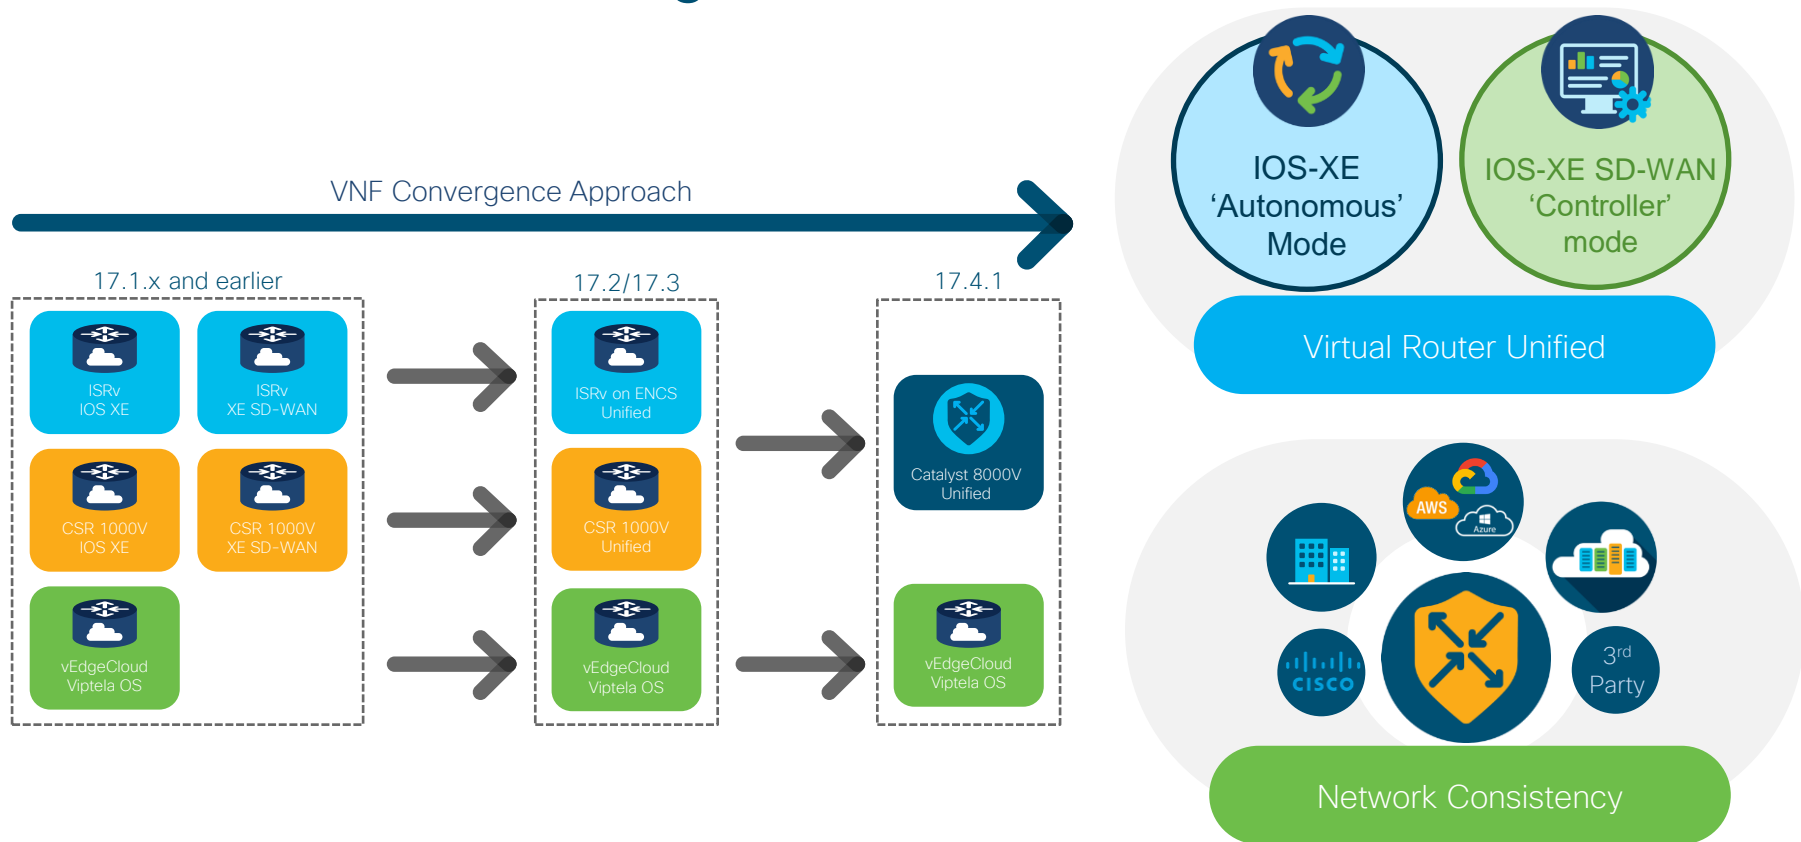 VNF Convergence Approach
17.1.x and earlier
17.2/17.3
17.4.1
ISRv
IOS XE
ISRv
XE SD-WAN
ISRv on ENCS
Unified
CSR 1000V
IOS XE
CSR 1000V
XE SD-WAN
CSR 1000V
Unified
Catalyst 8000V
Unified
vEdgeCloud
Viptela OS
vEdgeCloud
Viptela OS
vEdgeCloud
Viptela OS
IOS-XE
‘Autonomous’
Mode
IOS-XE SD-WAN
‘Controller’
mode
Virtual Router Unified
AWS
Azure
CISCO
3rd
Party
Network Consistency